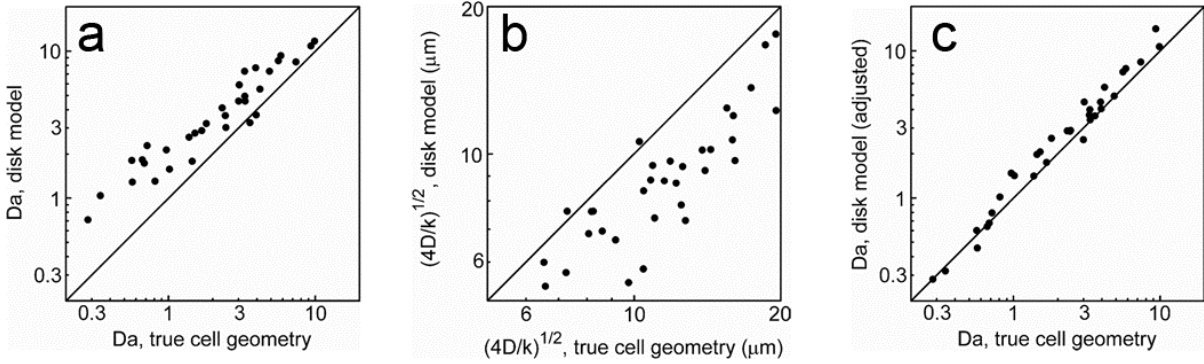 a
Da, disk model
10
3
1
0.3
0.3 1 3 10
Da, true cell geometry
b
(4D/k)^{1/2}, disk model (μm)
20
10
6
6 10 20
(4D/k)^{1/2}, true cell geometry (μm)
c
Da, disk model (adjusted)
10
3
1
0.3
0.3 1 3 10
Da, true cell geometry